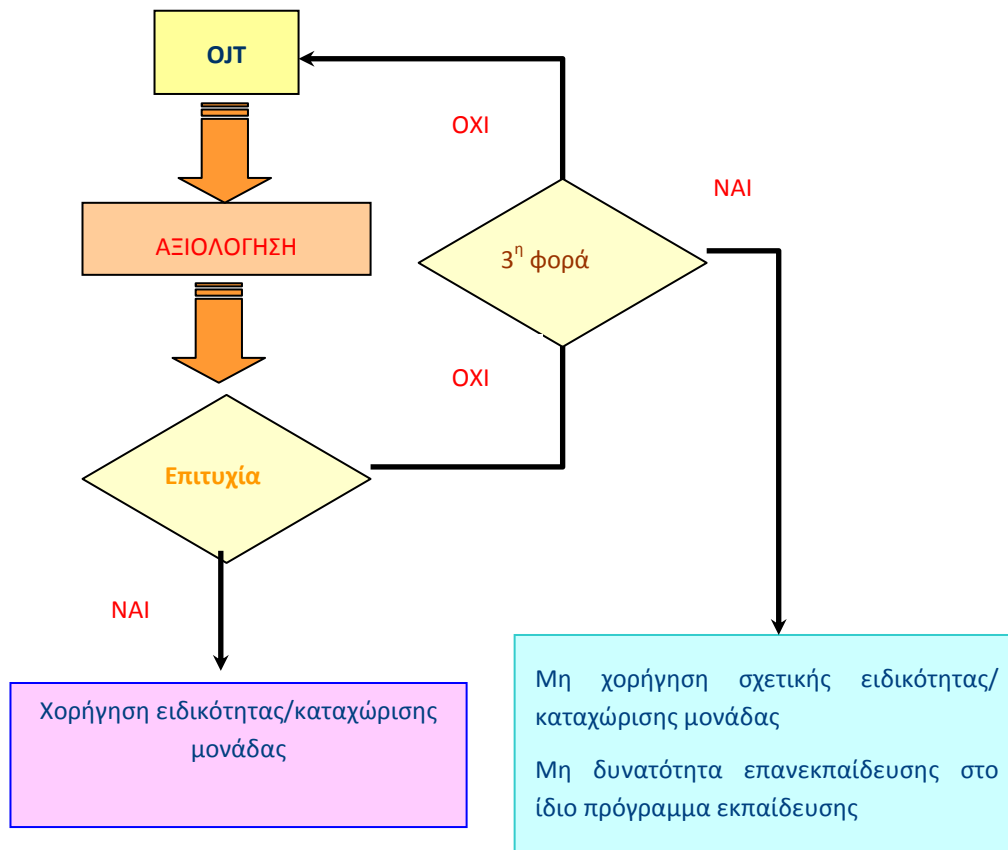 OJT
ΟΧΙ
ΝΑΙ
ΑΞΙΟΛΟΓΗΣΗ
3η φορά
ΟΧΙ
Επιτυχία
ΝΑΙ
Χορήγηση ειδικότητας/καταχώρισης
μονάδας
Μη χορήγηση σχετικής ειδικότητας/
καταχώρισης μονάδας
Μη δυνατότητα επανεκπαίδευσης στο
ίδιο πρόγραμμα εκπαίδευσης